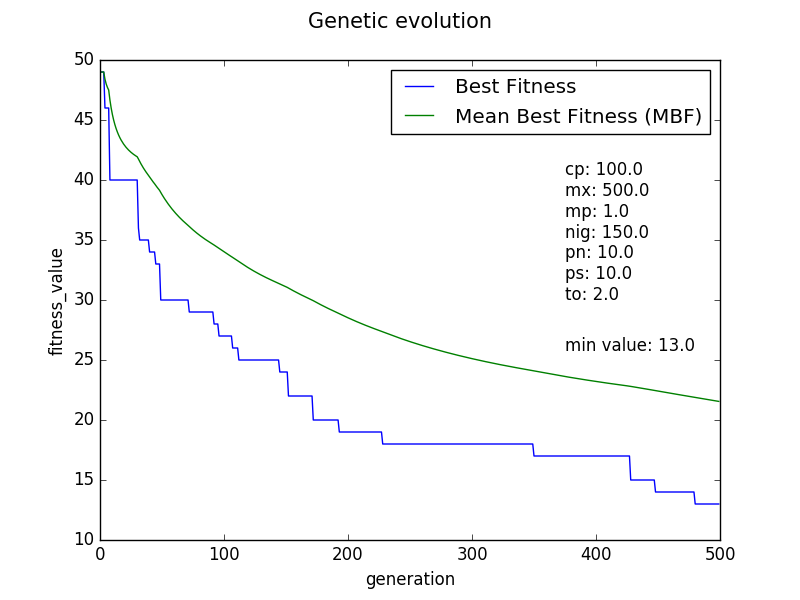 Genetic evolution
50
45
40
35
30
25
20
15
10
fitness_value
Best Fitness
Mean Best Fitness (MBF)
cp: 100.0
mx: 500.0
mp: 1.0
nig: 150.0
pn: 10.0
ps: 10.0
to: 2.0
min value: 13.0
0 100 200 300 400 500
generation